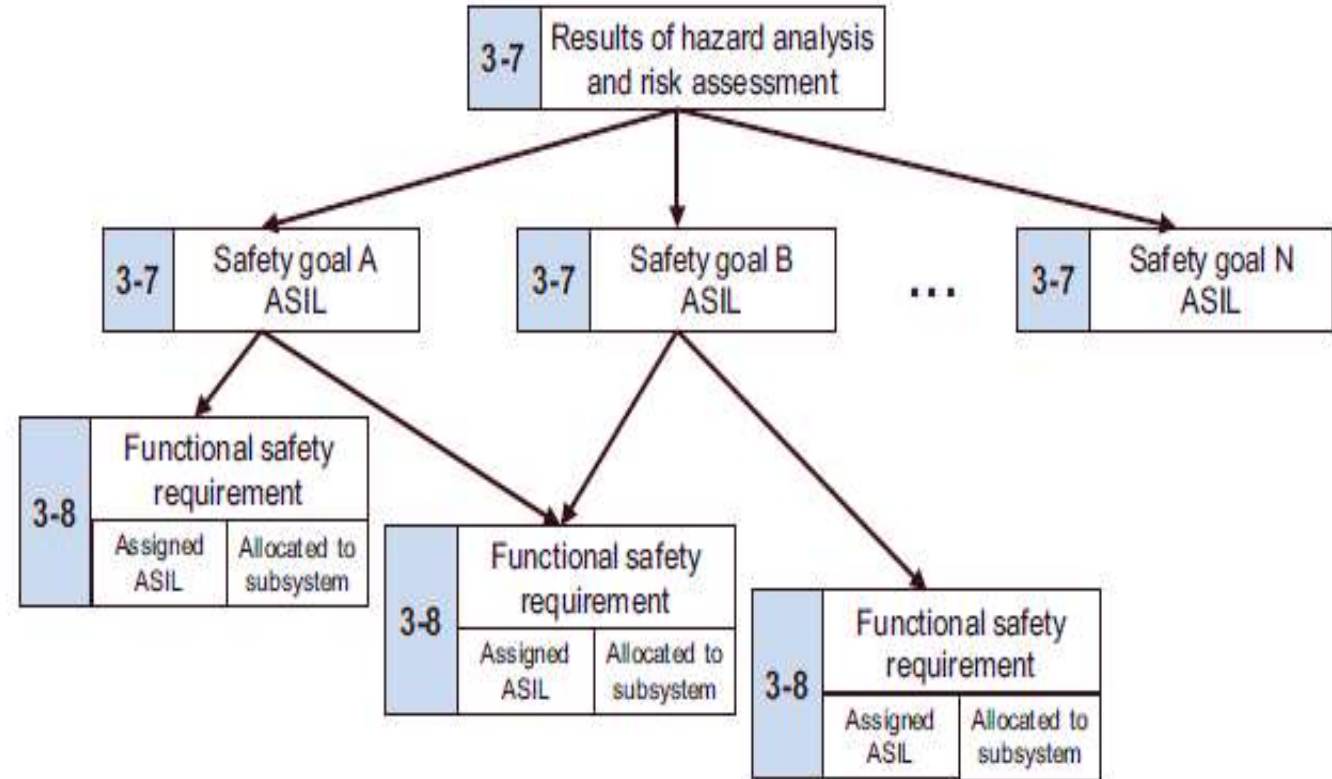 3-7
Results of hazard analysis
and risk assessment
3-7
Safety goal A
ASIL
3-7
Safety goal B
ASIL
...
3-7
Safety goal N
ASIL
3-8
Functional safety
requirement
Assigned
ASIL
Allocated to
subsystem
3-8
Functional safety
requirement
Assigned
ASIL
Allocated to
subsystem
3-8
Functional safety
requirement
Assigned
ASIL
Allocated to
subsystem